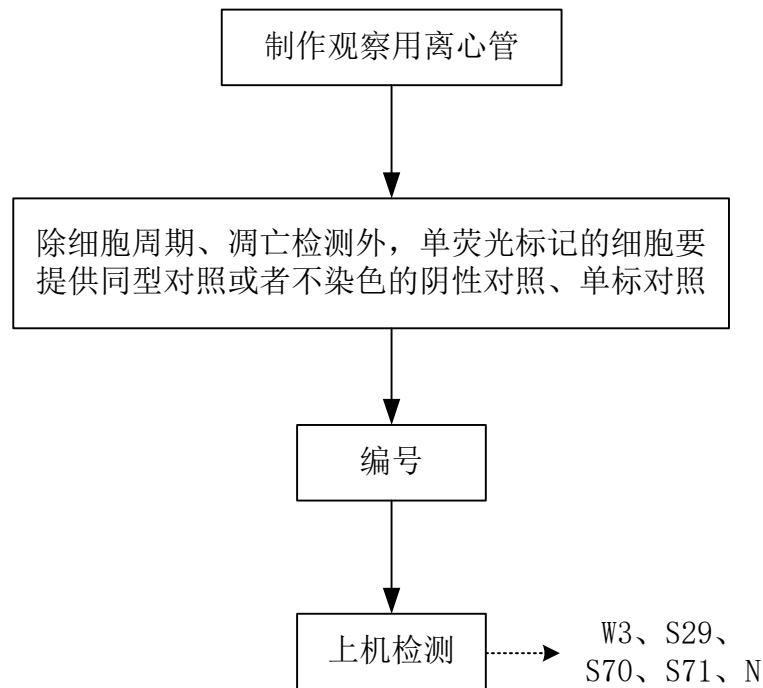 制作观察用离心管
除细胞周期、凋亡检测外，单荧光标记的细胞要
提供同型对照或者不染色的阴性对照、单标对照
编号
上机检测
W3、S29、
S70、S71、N